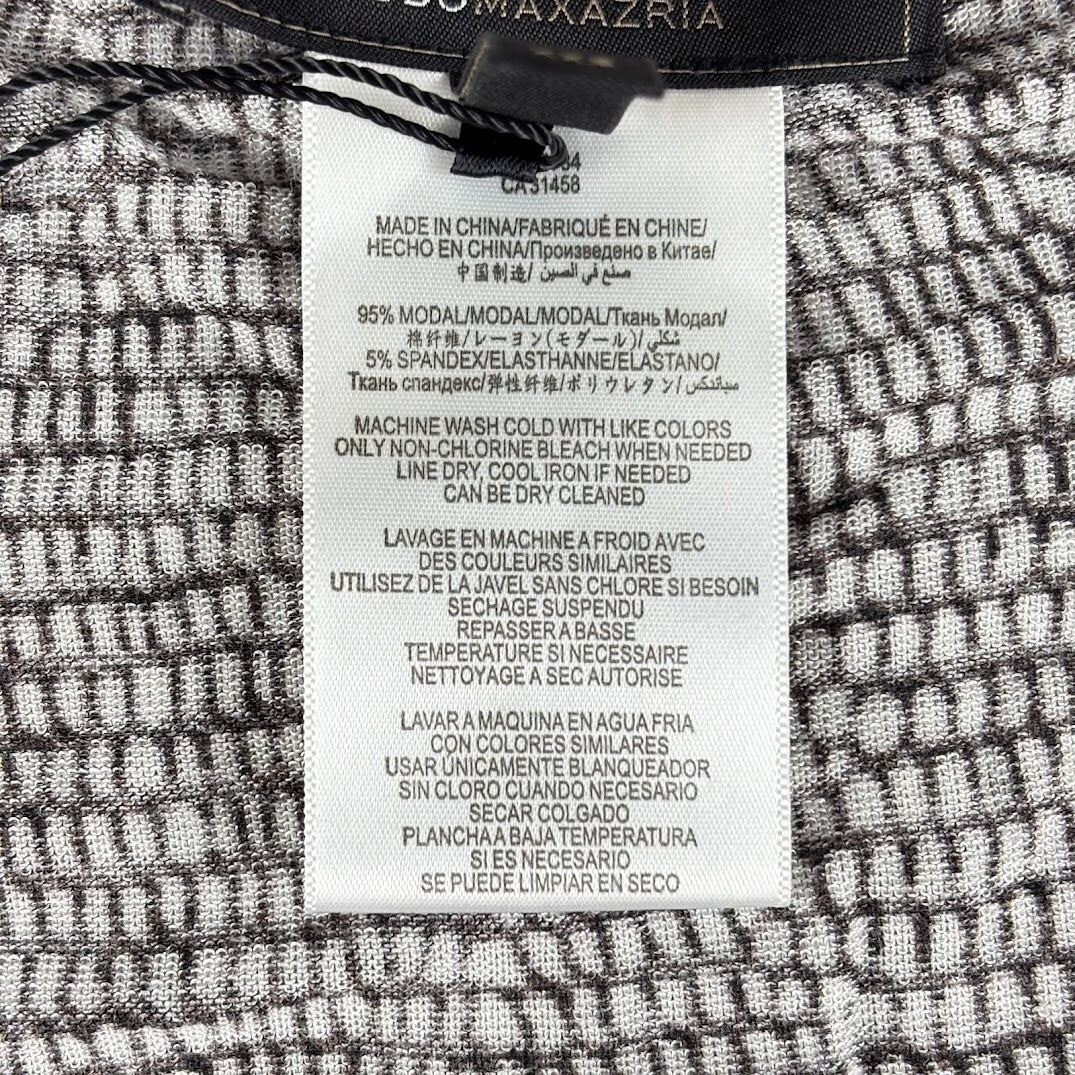 MAXAZRIA
CA 31458
MADE IN CHINA/FABRIQUÉ EN CHINE/
HECHO EN CHINA/Произведено в Китае/
中国制造/ صنع في الصين
95% MODAL/MODAL/MODAL/Ткань Модал/
棉纤维/レーヨン(モダール)/شكلي/
5% SPANDEX/ELASTHANNE/ELASTANO/
Ткань спандекс/弹性纤维/ポリウレタン/سباندكس
MACHINE WASH COLD WITH LIKE COLORS
ONLY NON-CHLORINE BLEACH WHEN NEEDED
LINE DRY, COOL IRON IF NEEDED
CAN BE DRY CLEANED
LAVAGE EN MACHINE A FROID AVEC
DES COULEURS SIMILAIRES
UTILISEZ DE LA JAVEL SANS CHLORE SI BESOIN
SECHAGE SUSPENDU
REPASSER A BASSE
TEMPERATURE SI NECESSAIRE
NETTOYAGE A SEC AUTORISE
LAVAR A MAQUINA EN AGUA FRIA
CON COLORES SIMILARES
USAR ÚNICAMENTE BLANQUEADOR
SIN CLORO CUANDO NECESARIO
SECAR COLGADO
PLANCHA A BAJA TEMPERATURA
SI ES NECESARIO
SE PUEDE LIMPIAR EN SECO